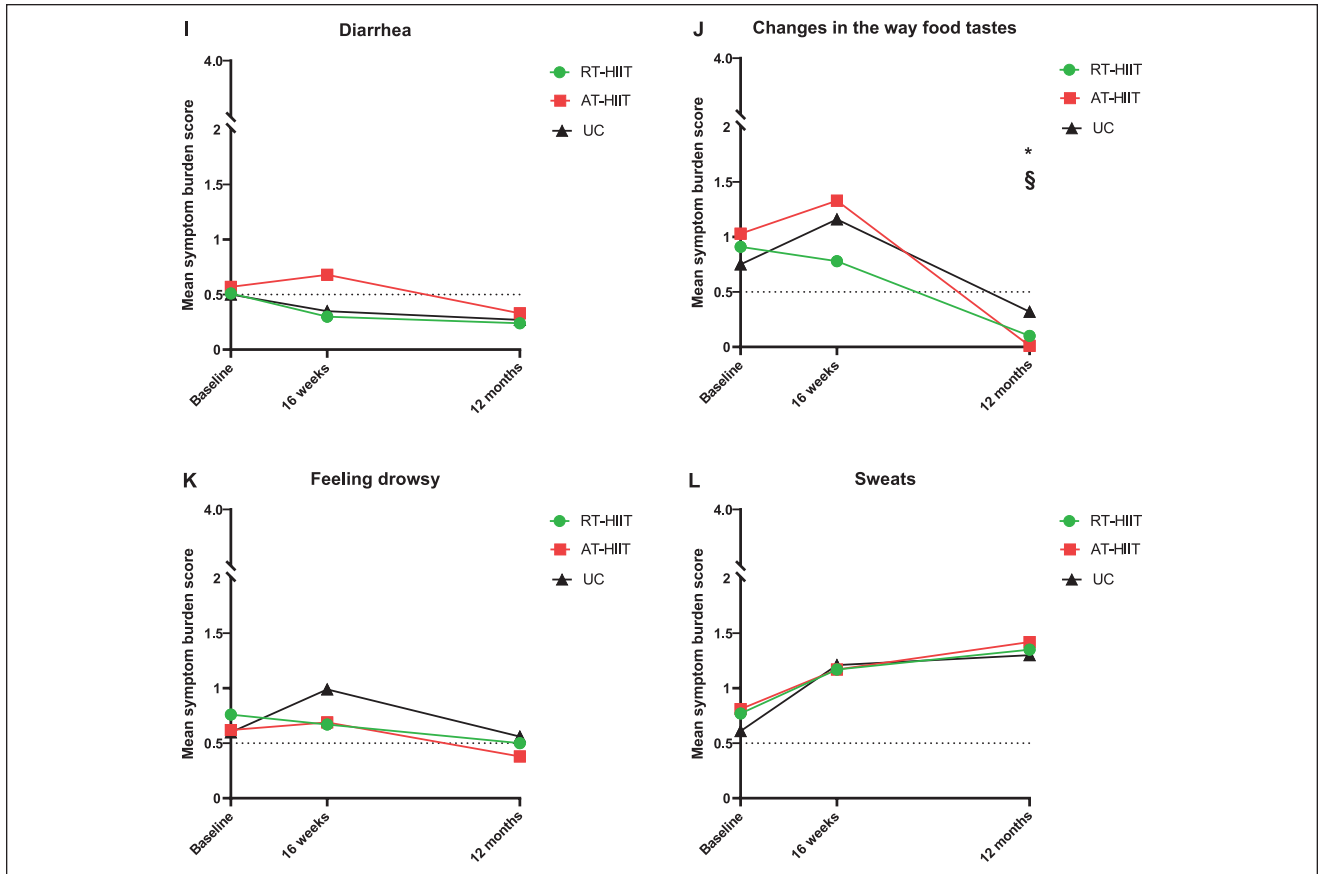 I Diarrhea
4.0
2
1.5
1
0.5
0
Mean symptom burden score
Baseline
16 weeks
12 months
RT-HIIT
AT-HIIT
UC
J Changes in the way food tastes
4.0
2
1.5
1
0.5
0
Mean symptom burden score
Baseline
16 weeks
12 months
*
§
RT-HIIT
AT-HIIT
UC
K Feeling drowsy
4.0
2
1.5
1
0.5
0
Mean symptom burden score
Baseline
16 weeks
12 months
RT-HIIT
AT-HIIT
UC
L Sweats
4.0
2
1.5
1
0.5
0
Mean symptom burden score
Baseline
16 weeks
12 months
RT-HIIT
AT-HIIT
UC